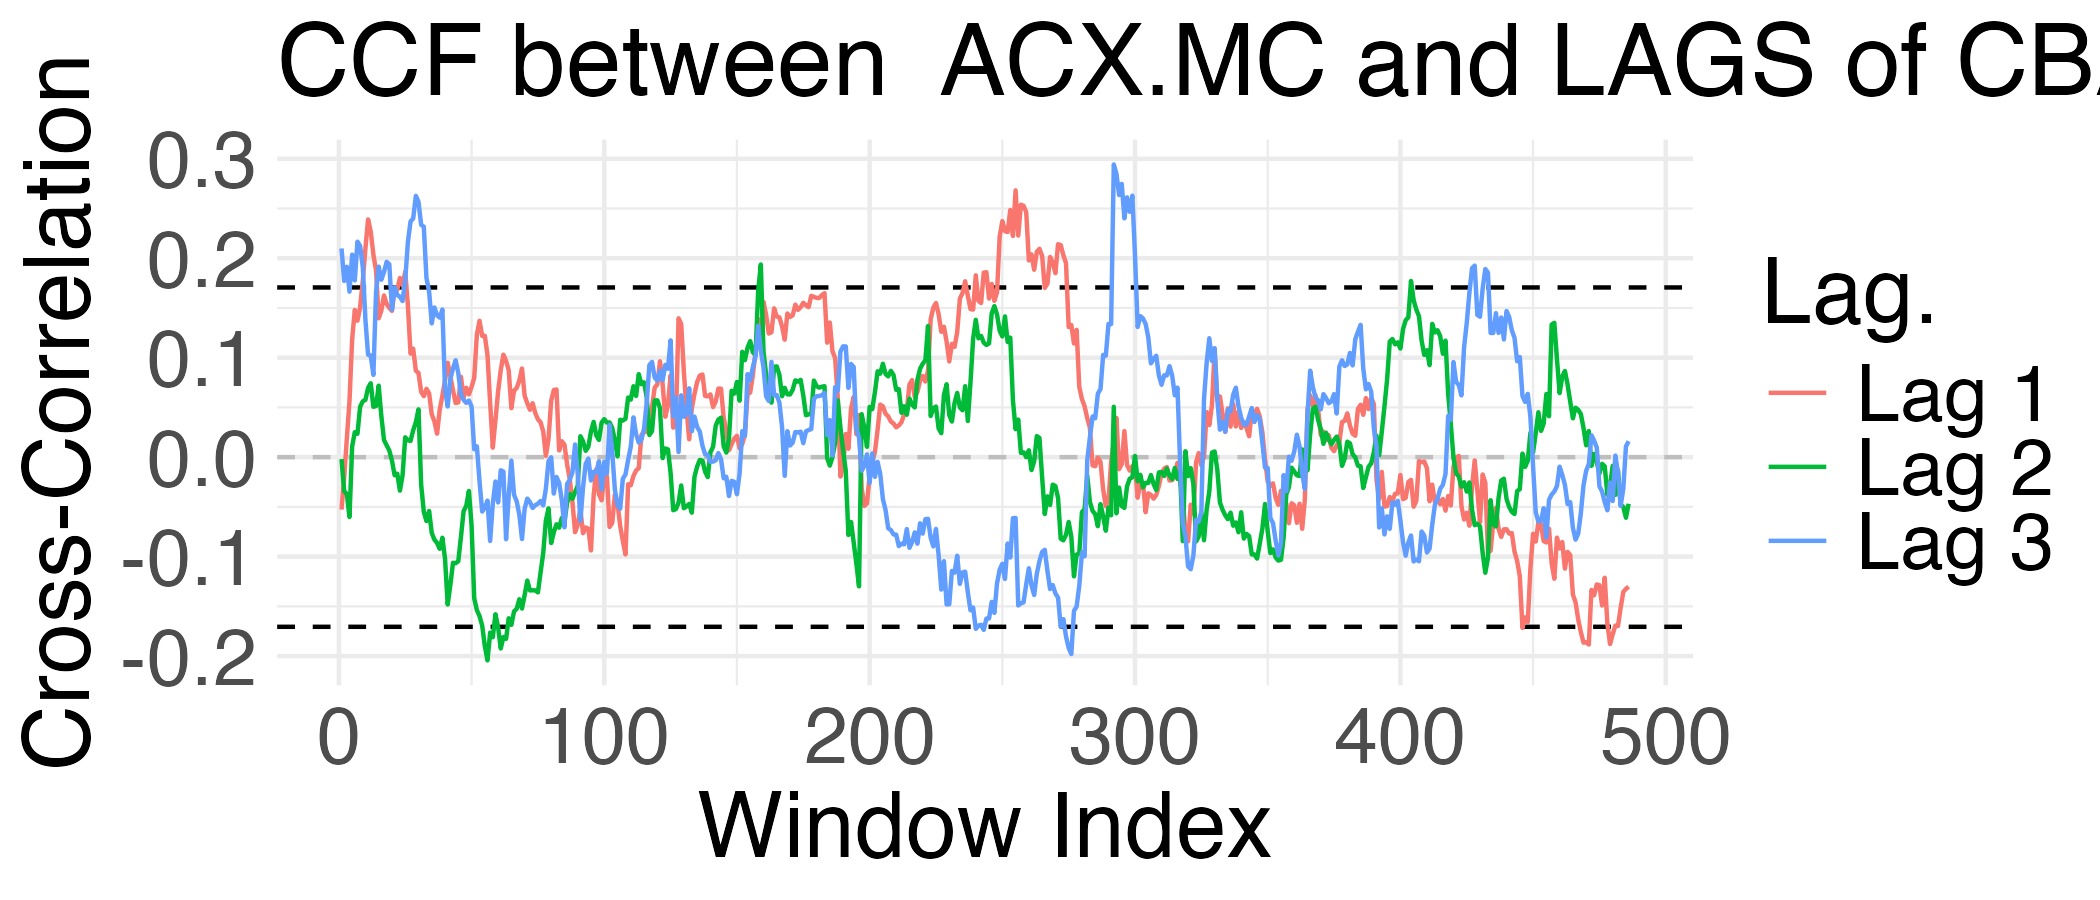 CCF between  ACX.MC and LAGS of
Cross-Correlation
0.3
0.2
0.1
0.0
-0.1
-0.2
0 100 200 300 400 500
Window Index
Lag.
Lag 1
Lag 2
Lag 3